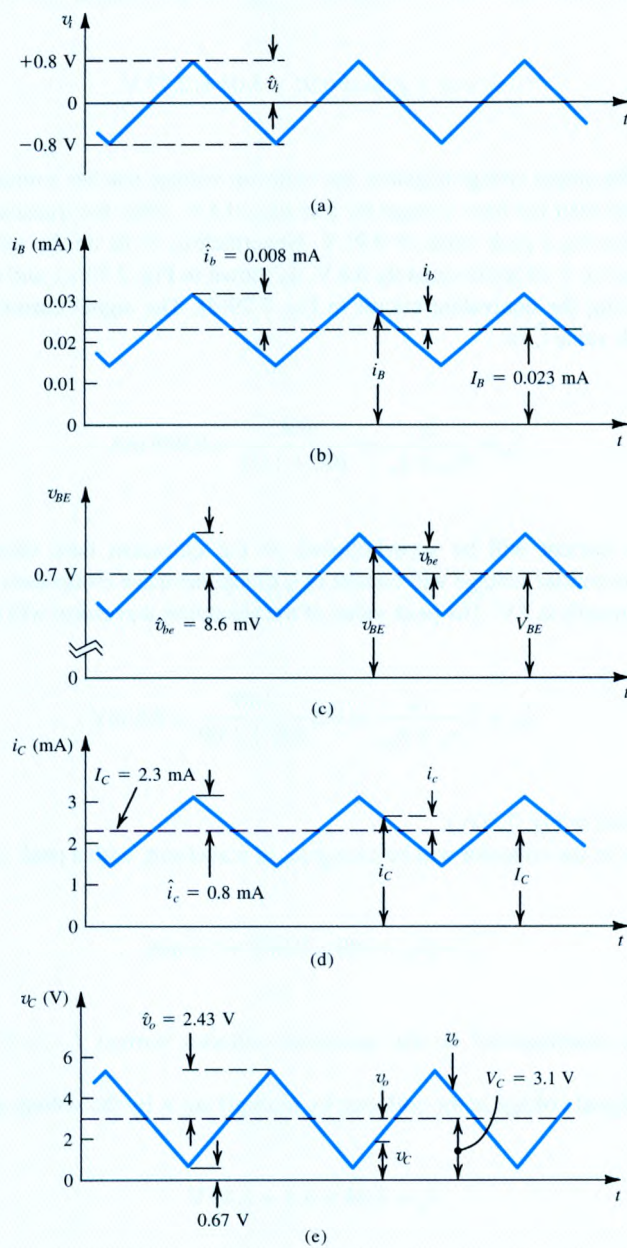 v_i
+0.8 V
v̂_i
0
t
−0.8 V
(a)
i_B (mA)
î_b = 0.008 mA
i_b
0.03
0.02
i_B
I_B = 0.023 mA
0.01
0
t
(b)
v_BE
v_be
0.7 V
v̂_be = 8.6 mV
v_BE
V_BE
0
t
(c)
i_C (mA)
I_C = 2.3 mA
i_c
3
2
î_c = 0.8 mA
i_C
I_C
1
0
t
(d)
v_C (V)
v̂_o = 2.43 V
v_o
6
v_o
V_C = 3.1 V
4
2
v_C
0
t
0.67 V
(e)